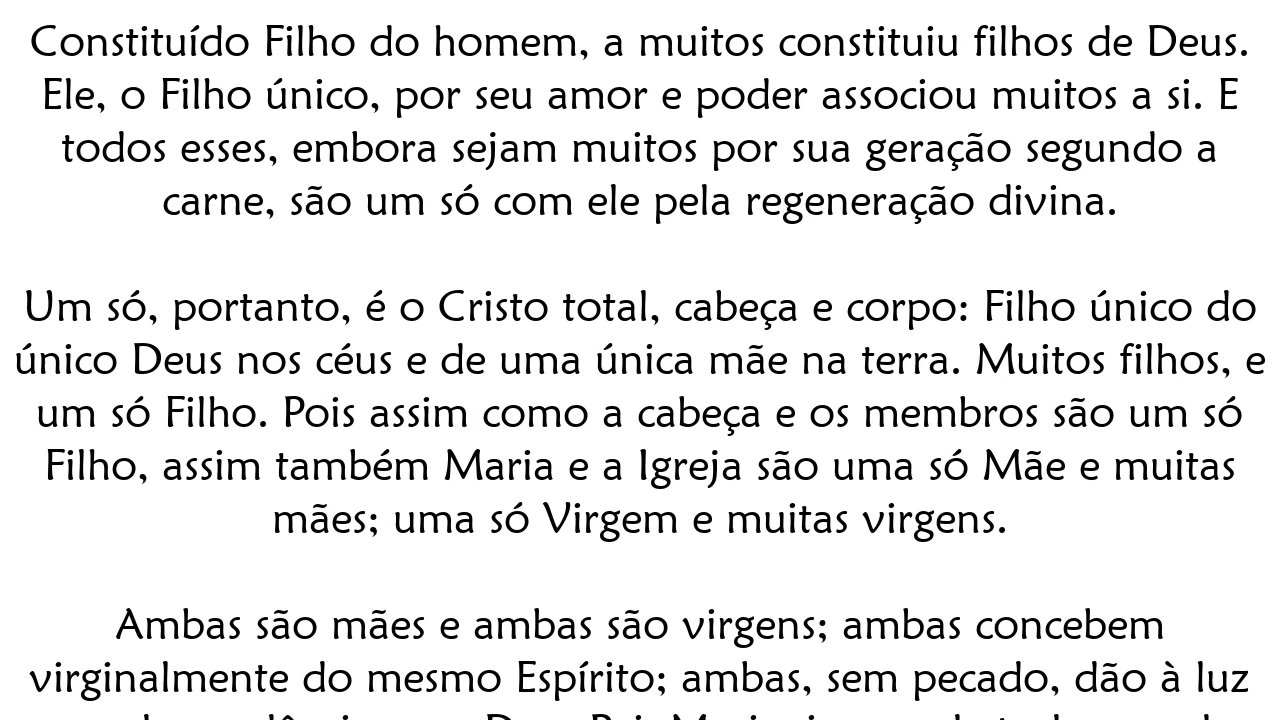 Constituído Filho do homem, a muitos constituiu filhos de Deus.
Ele, o Filho único, por seu amor e poder associou muitos a si. E
todos esses, embora sejam muitos por sua geração segundo a
carne, são um só com ele pela regeneração divina.
Um só, portanto, é o Cristo total, cabeça e corpo: Filho único do
único Deus nos céus e de uma única mãe na terra. Muitos filhos, e
um só Filho. Pois assim como a cabeça e os membros são um só
Filho, assim também Maria e a Igreja são uma só Mãe e muitas
mães; uma só Virgem e muitas virgens.
Ambas são mães e ambas são virgens; ambas concebem
virginalmente do mesmo Espírito; ambas, sem pecado, dão à luz